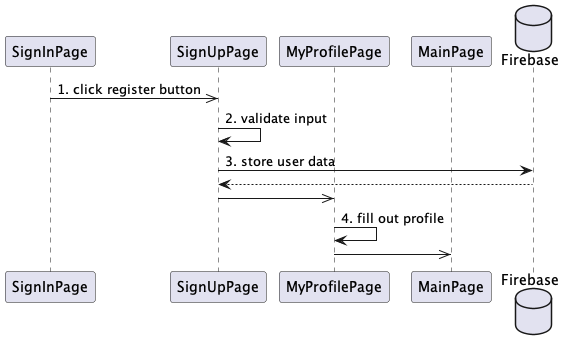 SignInPage
SignUpPage
MyProfilePage
MainPage
Firebase
1. click register button
2. validate input
3. store user data
4. fill out profile
SignInPage
SignUpPage
MyProfilePage
MainPage
Firebase